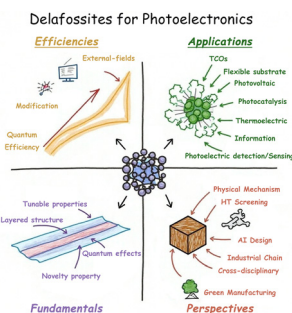 Delafossites for Photoelectronics
Efficiencies
External-fields
Modification
Quantum
Efficiency
Applications
TCOs
Flexible substrate
Photovoltaic
Photocatalysis
Thermoelectric
Information
Photoelectric detection/Sensing
Tunable properties
Layered structure
Quantum effects
Novelty property
Fundamentals
Physical Mechanism
HT Screening
AI Design
Industrial Chain
Cross-disciplinary
Green Manufacturing
Perspectives